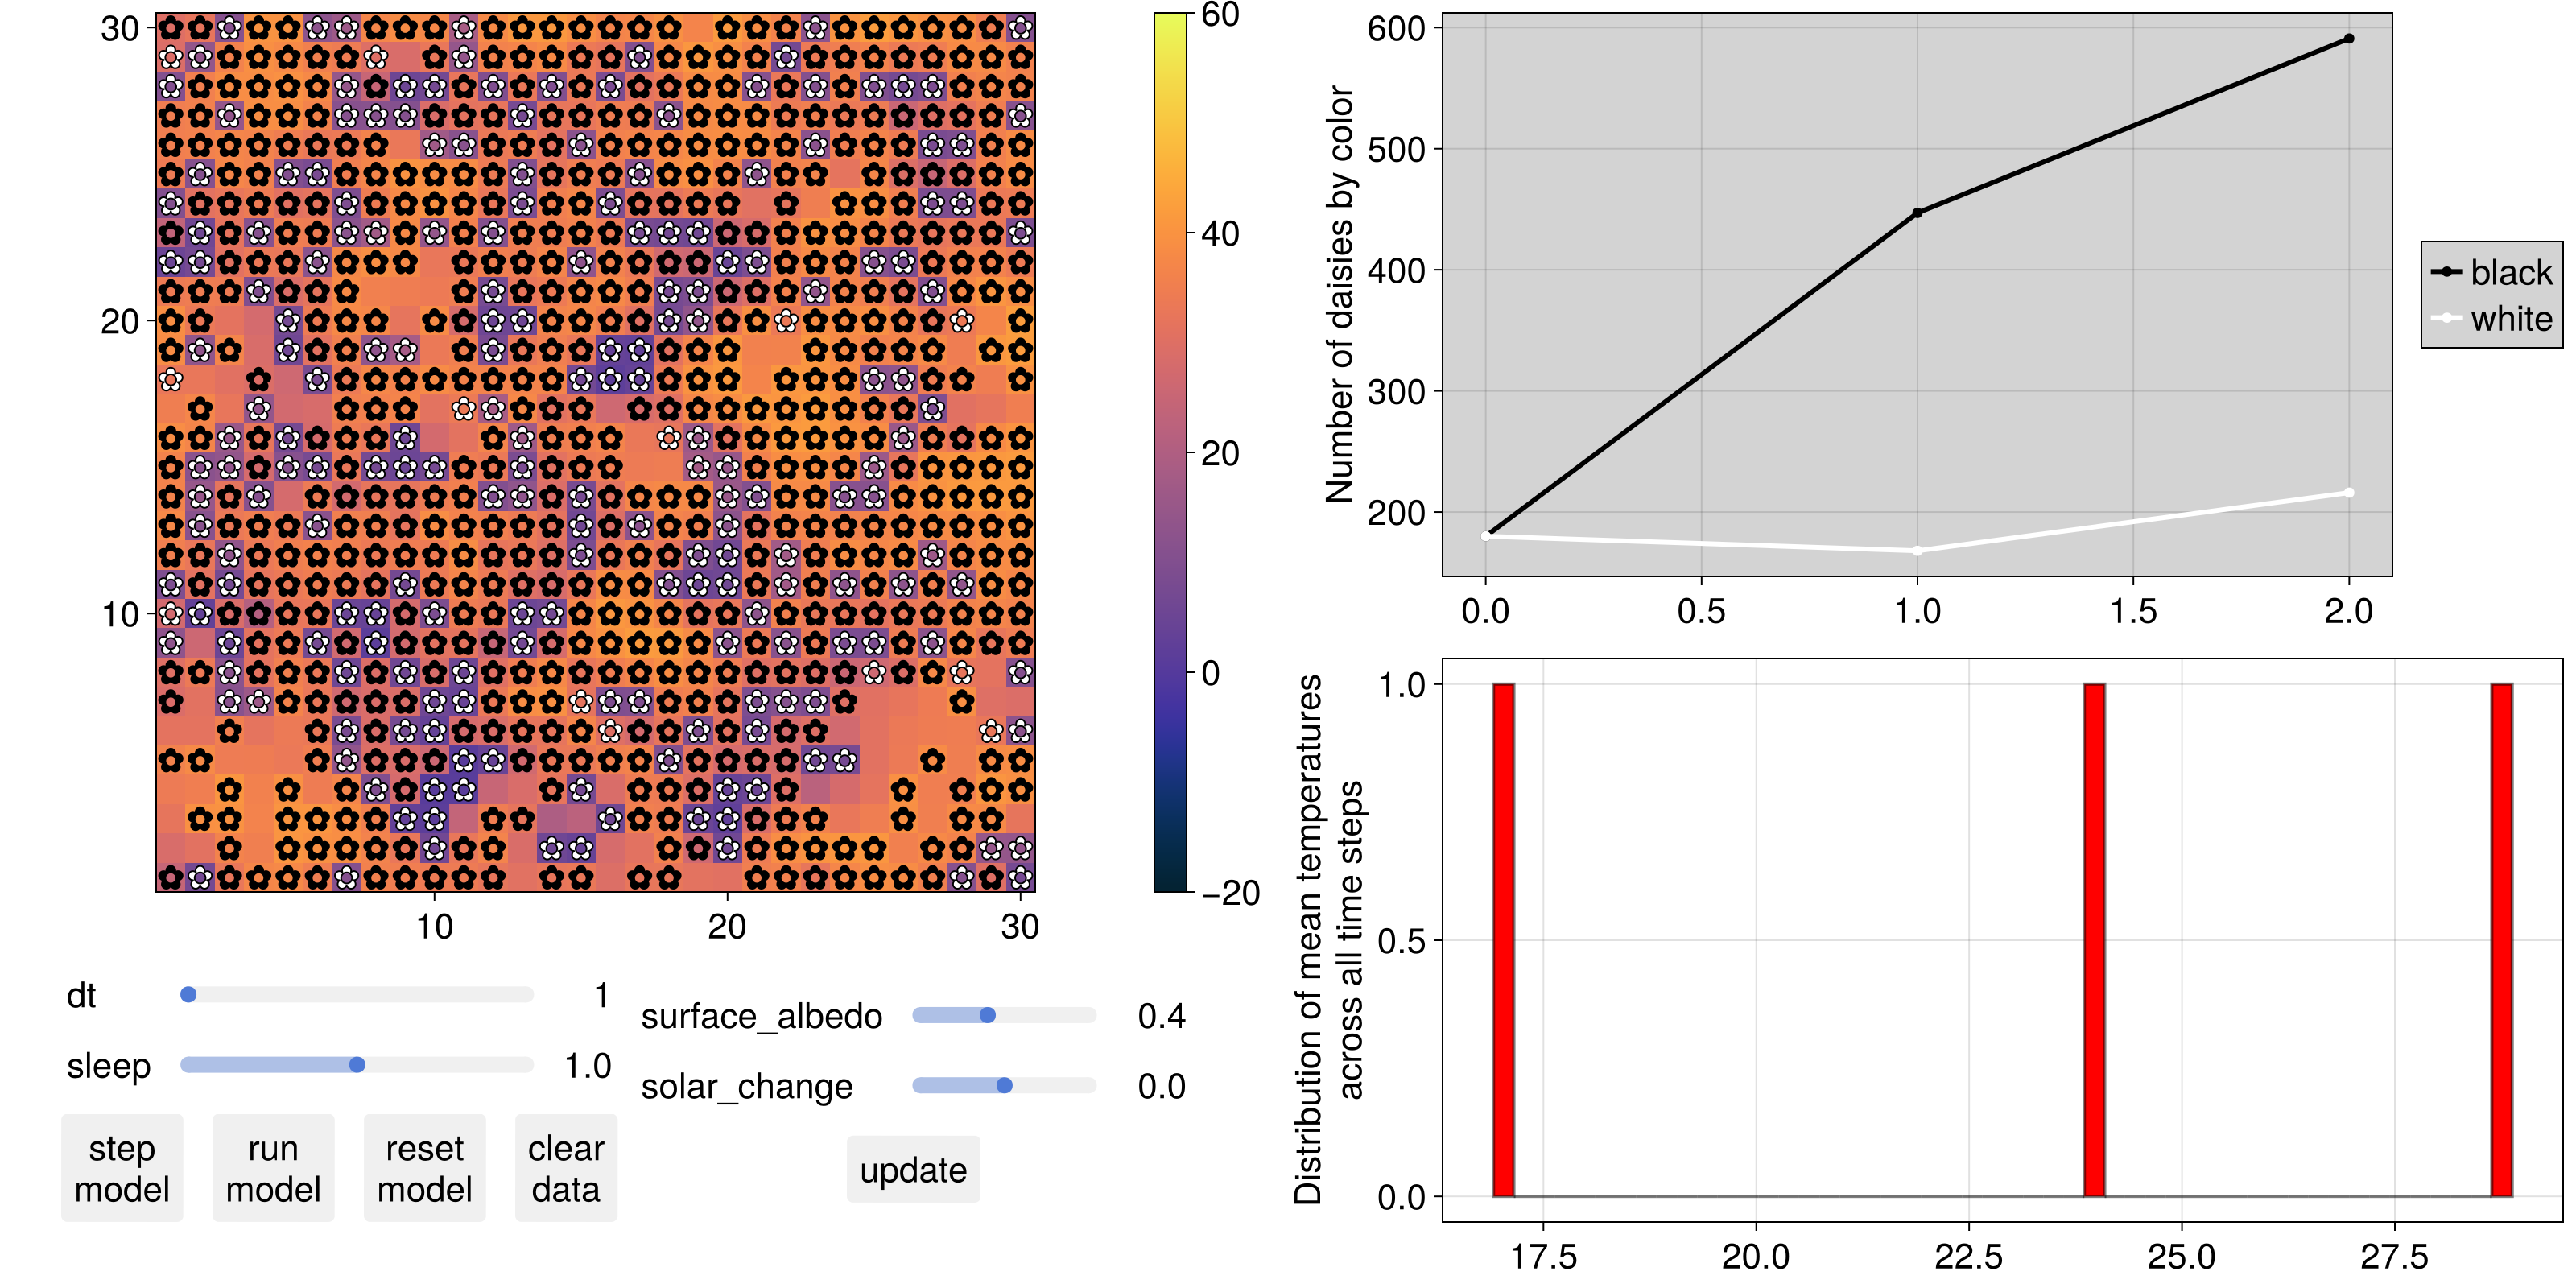 30
20
10
10
20
30
60
40
20
0
−20
Number of daisies by color
600
500
400
300
200
0.0
0.5
1.0
1.5
2.0
black
white
Distribution of mean temperatures
across all time steps
1.0
0.5
0.0
17.5
20.0
22.5
25.0
27.5
dt
1
sleep
1.0
surface_albedo
0.4
solar_change
0.0
step
model
run
model
reset
model
clear
data
update